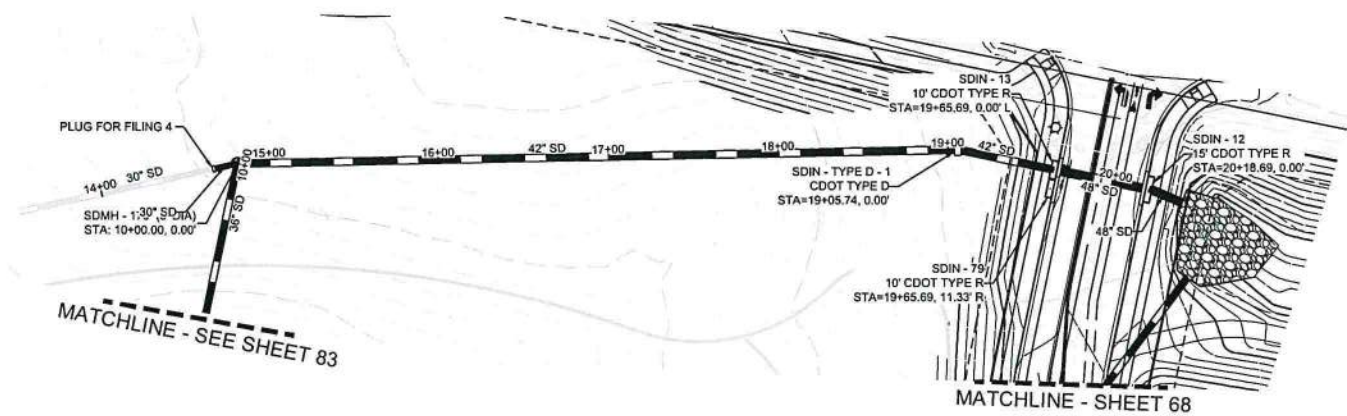 SDIN - 13
10' CDOT TYPE R
STA=19+65.69, 0.00' L
PLUG FOR FILING 4
SDIN - 12
15' CDOT TYPE R
STA=20+18.69, 0.00'
10+00
15+00
16+00
42" SD
17+00
18+00
19+00
42" SD
20+00
48" SD
48" SD
14+00
30" SD
SDIN - TYPE D - 1
CDOT TYPE D
STA=19+05.74, 0.00'
SDMH -
30" SD
DIA)
STA: 10+00.00, 0.00'
36" SD
SDIN - 79
10' CDOT TYPE R
STA=19+65.69, 11.33' R
MATCHLINE - SEE SHEET 83
MATCHLINE - SHEET 68